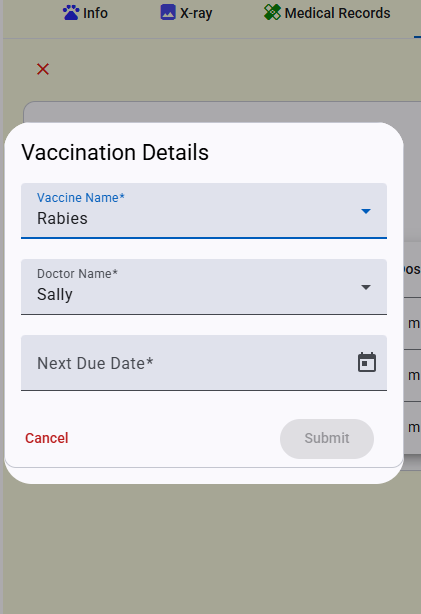 Info X-ray Medical Records
Vaccination Details
Vaccine Name*
Rabies
Doctor Name*
Sally
Next Due Date*
Cancel Submit